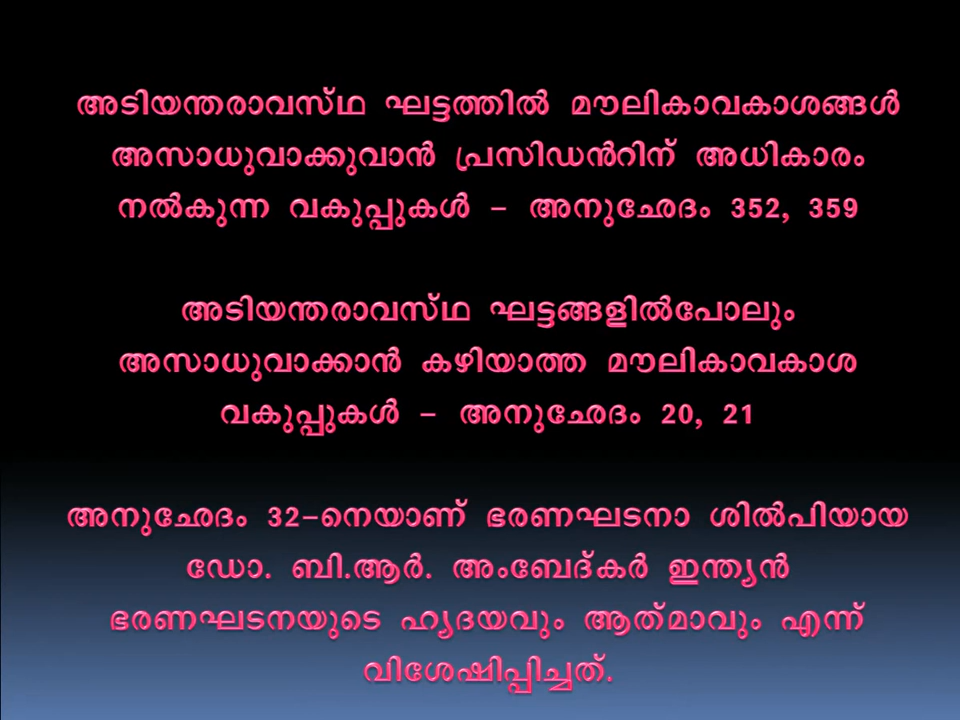 അടിയന്തരാവസ്ഥ ഘട്ടത്തിൽ മൗലികാവകാശങ്ങൾ
അസാധുവാക്കുവാൻ പ്രസിഡൻറിന് അധികാരം
നൽകുന്ന വകുപ്പുകൾ – അനുഛേദം 352, 359
അടിയന്തരാവസ്ഥ ഘട്ടങ്ങളിൽപോലും
അസാധുവാക്കാൻ കഴിയാത്ത മൗലികാവകാശ
വകുപ്പുകൾ – അനുഛേദം 20, 21
അനുഛേദം 32–നെയാണ് ഭരണഘടനാ ശിൽപിയായ
ഡോ. ബി.ആർ. അംബേദ്കർ ഇന്ത്യൻ
ഭരണഘടനയുടെ ഹൃദയവും ആത്മാവും എന്ന്
വിശേഷിപ്പിച്ചത്.